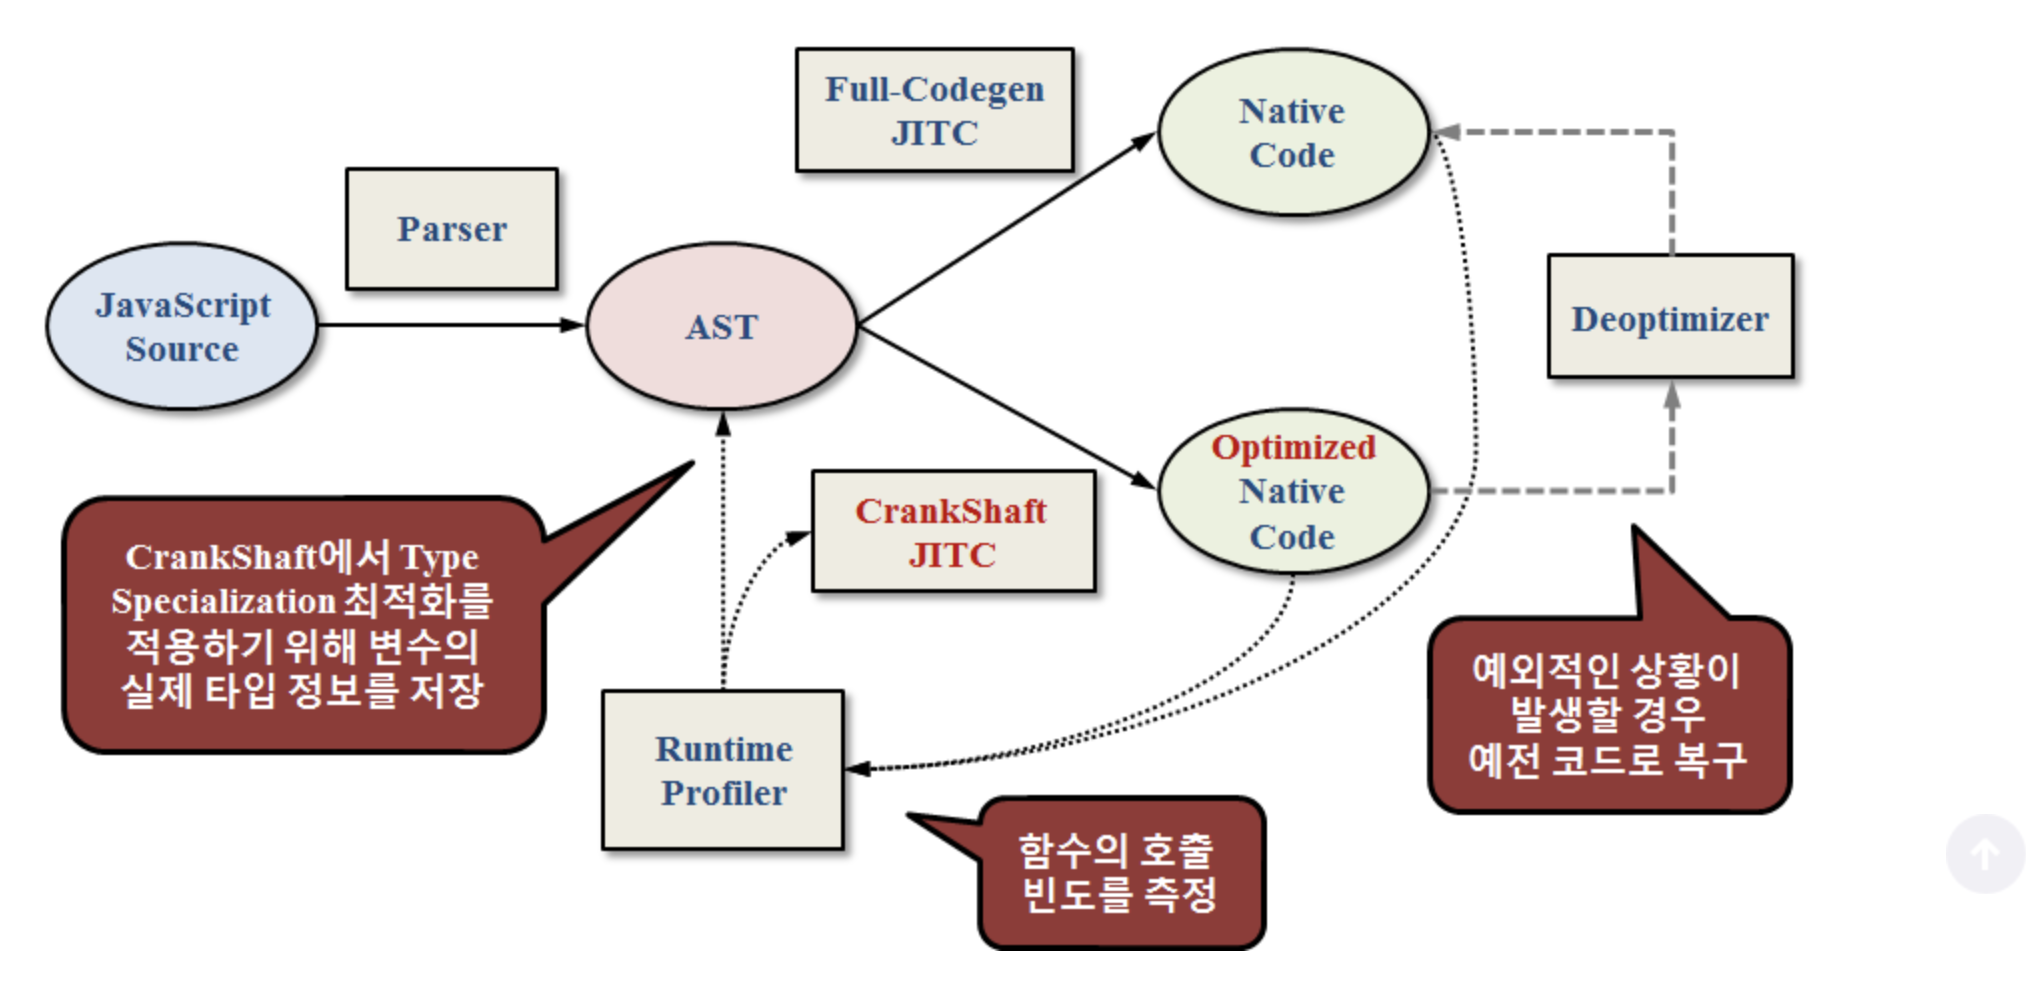 Full-Codegen
JITC
Native
Code
Parser
JavaScript
Source
AST
Deoptimizer
Optimized
Native
Code
CrankShaft
JITC
CrankShaft에서 Type
Specialization 최적화를
적용하기 위해 변수의
실제 타입 정보를 저장
예외적인 상황이
발생할 경우
예전 코드로 복구
Runtime
Profiler
함수의 호출
빈도를 측정